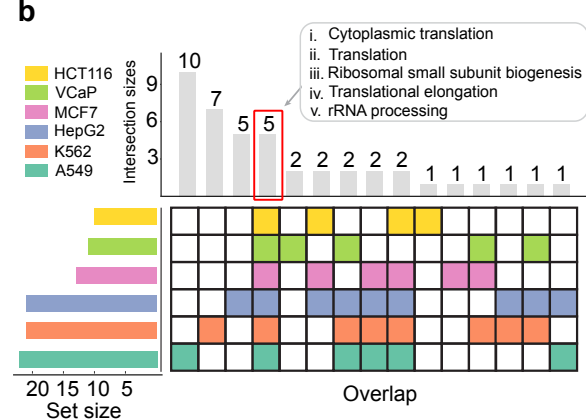 b
i. Cytoplasmic translation
ii. Translation
iii. Ribosomal small subunit biogenesis
iv. Translational elongation
v. rRNA processing
HCT116
VCaP
MCF7
HepG2
K562
A549
Intersection sizes
9
6
3
10 7 5 5 2 2 2 2 2 1 1 1 1 1 1
20 15 10 5
Set size
Overlap